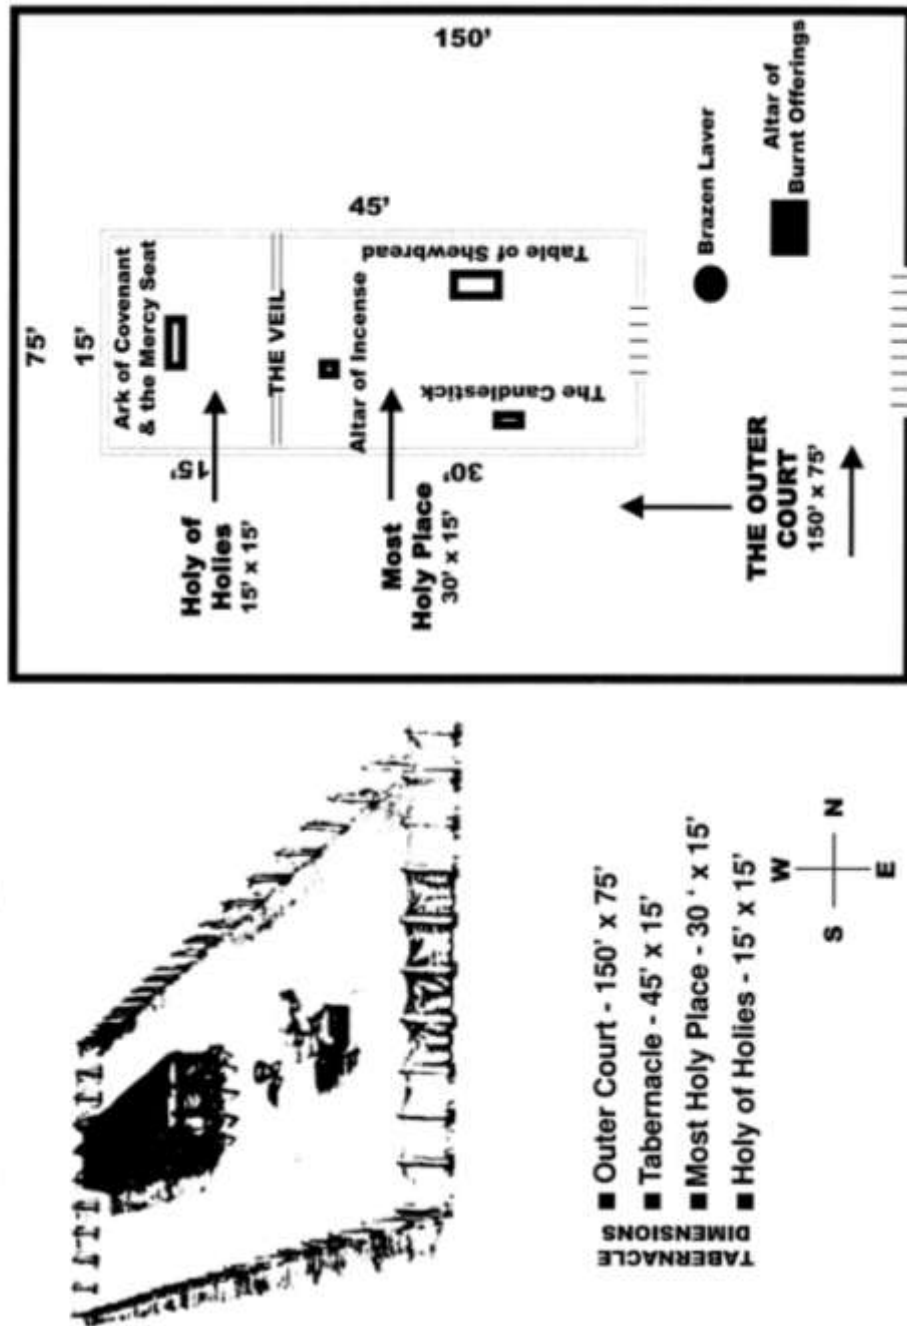 75'
150'
15'
45'
Ark of Covenant
& the Mercy Seat
15'
Holy of
Holies
15' x 15'
THE VEIL
Altar of Incense
Most
Holy Place
30' x 15'
30'
Table of Shewbread
The Candlestick
Brazen Laver
Altar of
Burnt Offerings
THE OUTER
COURT
150' x 75'
TABERNACLE
DIMENSIONS
■ Outer Court - 150' x 75'
■ Tabernacle - 45' x 15'
■ Most Holy Place - 30 ' x 15'
■ Holy of Holies - 15' x 15'
W
S N
E